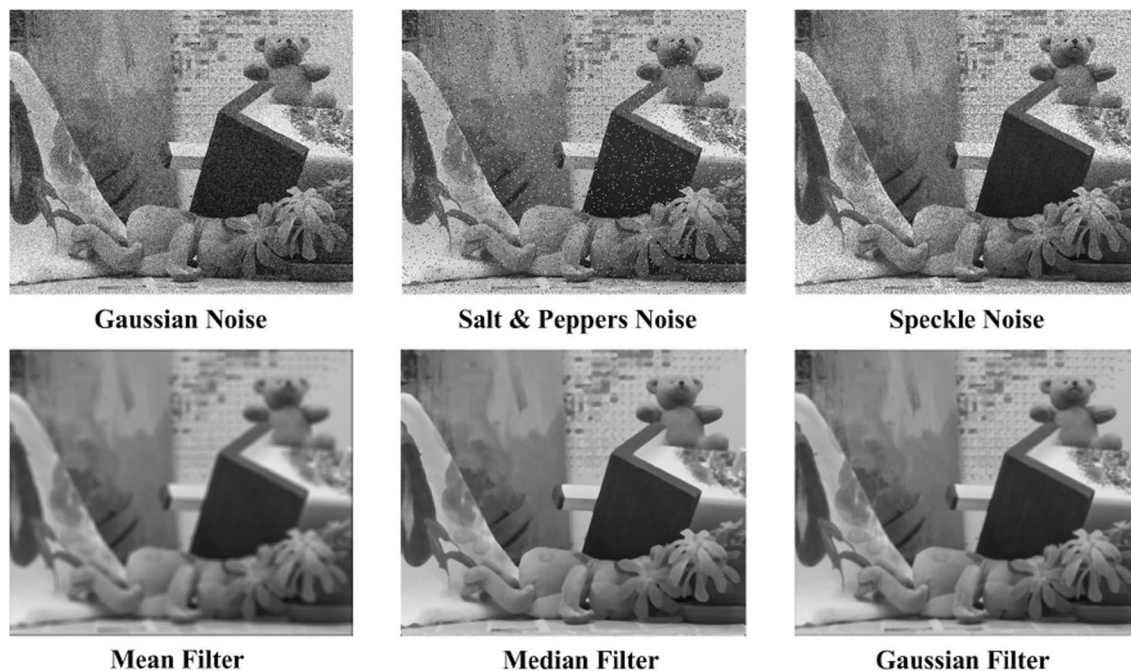 Gaussian Noise
Salt & Peppers Noise
Speckle Noise
Mean Filter
Median Filter
Gaussian Filter